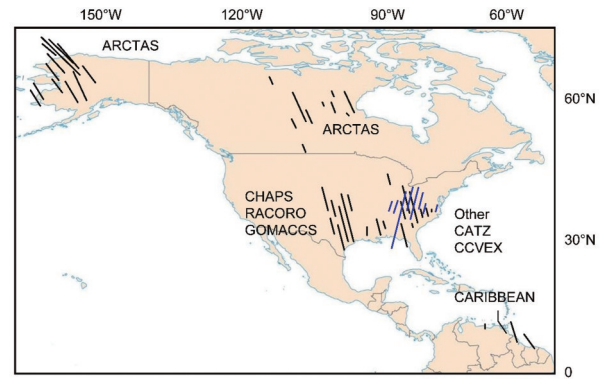 150°W 120°W 90°W 60°W
ARCTAS
60°N
ARCTAS
CHAPS
RACORO
GOMACCS
Other
CATZ
CCVEX
30°N
CARIBBEAN
0